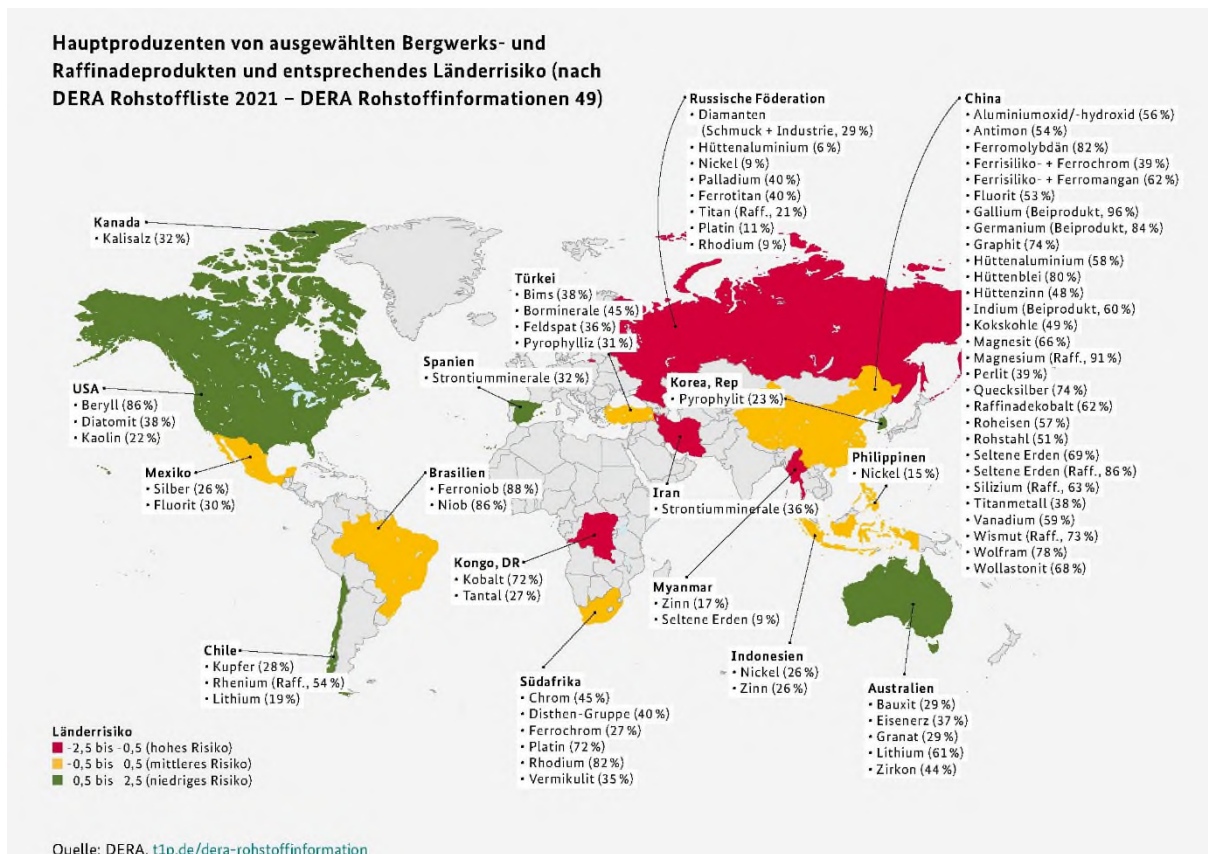 Hauptproduzenten von ausgewählten Bergwerks- und
Raffinadeprodukten und entsprechendes Länderrisiko (nach
DERA Rohstoffliste 2021 – DERA Rohstoffinformationen 49)
Kanada
• Kalisalz (32 %)
USA
• Beryll (86 %)
• Diatomit (38 %)
• Kaolin (22 %)
Mexiko
• Silber (26 %)
• Fluorit (30 %)
Chile
• Kupfer (28 %)
• Rhenium (Raff., 54 %)
• Lithium (19 %)
Brasilien
• Ferroniob (88 %)
• Niob (86 %)
Spanien
• Strontiumminerale (32 %)
Türkei
• Bims (38 %)
• Borminerale (45 %)
• Feldspat (36 %)
• Pyrophylliz (31 %)
Kongo, DR
• Kobalt (72 %)
• Tantal (27 %)
Südafrika
• Chrom (45 %)
• Disthen-Gruppe (40 %)
• Ferrochrom (27 %)
• Platin (72 %)
• Rhodium (82 %)
• Vermikulit (35 %)
Russische Föderation
• Diamanten
(Schmuck + Industrie, 29 %)
• Hüttenaluminium (6 %)
• Nickel (9 %)
• Palladium (40 %)
• Ferrotitan (40 %)
• Titan (Raff., 21 %)
• Platin (11 %)
• Rhodium (9 %)
Korea, Rep
• Pyrophylit (23 %)
Iran
• Strontiumminerale (36 %)
Myanmar
• Zinn (17 %)
• Seltene Erden (9 %)
Indonesien
• Nickel (26 %)
• Zinn (26 %)
Philippinen
• Nickel (15 %)
China
• Aluminiumoxid/-hydroxid (56 %)
• Antimon (54 %)
• Ferromolybdän (82 %)
• Ferrisiliko- + Ferrochrom (39 %)
• Ferrisiliko- + Ferromangan (62 %)
• Fluorit (53 %)
• Gallium (Beiprodukt, 96 %)
• Germanium (Beiprodukt, 84 %)
• Graphit (74 %)
• Hüttenaluminium (58 %)
• Hüttenblei (80 %)
• Hüttenzinn (48 %)
• Indium (Beiprodukt, 60 %)
• Kokskohle (49 %)
• Magnesit (66 %)
• Magnesium (Raff., 91 %)
• Perlit (39 %)
• Quecksilber (74 %)
• Raffinadekobalt (62 %)
• Roheisen (57 %)
• Rohstahl (51 %)
• Seltene Erden (69 %)
• Seltene Erden (Raff., 86 %)
• Silizium (Raff., 63 %)
• Titanmetall (38 %)
• Vanadium (59 %)
• Wismut (Raff., 73 %)
• Wolfram (78 %)
• Wollastonit (68 %)
Australien
• Bauxit (29 %)
• Eisenerz (37 %)
• Granat (29 %)
• Lithium (61 %)
• Zirkon (44 %)
Länderrisiko
-2,5 bis -0,5 (hohes Risiko)
-0,5 bis 0,5 (mittleres Risiko)
0,5 bis 2,5 (niedriges Risiko)
Quelle: DERA, t1p.de/dera-rohstoffinformation